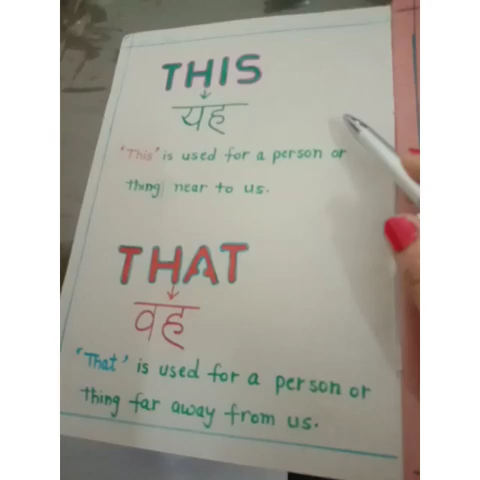 THIS
यह
'This' is used for a person or
thing near to us.
THAT
वह
'That' is used for a person or
thing far away from us.